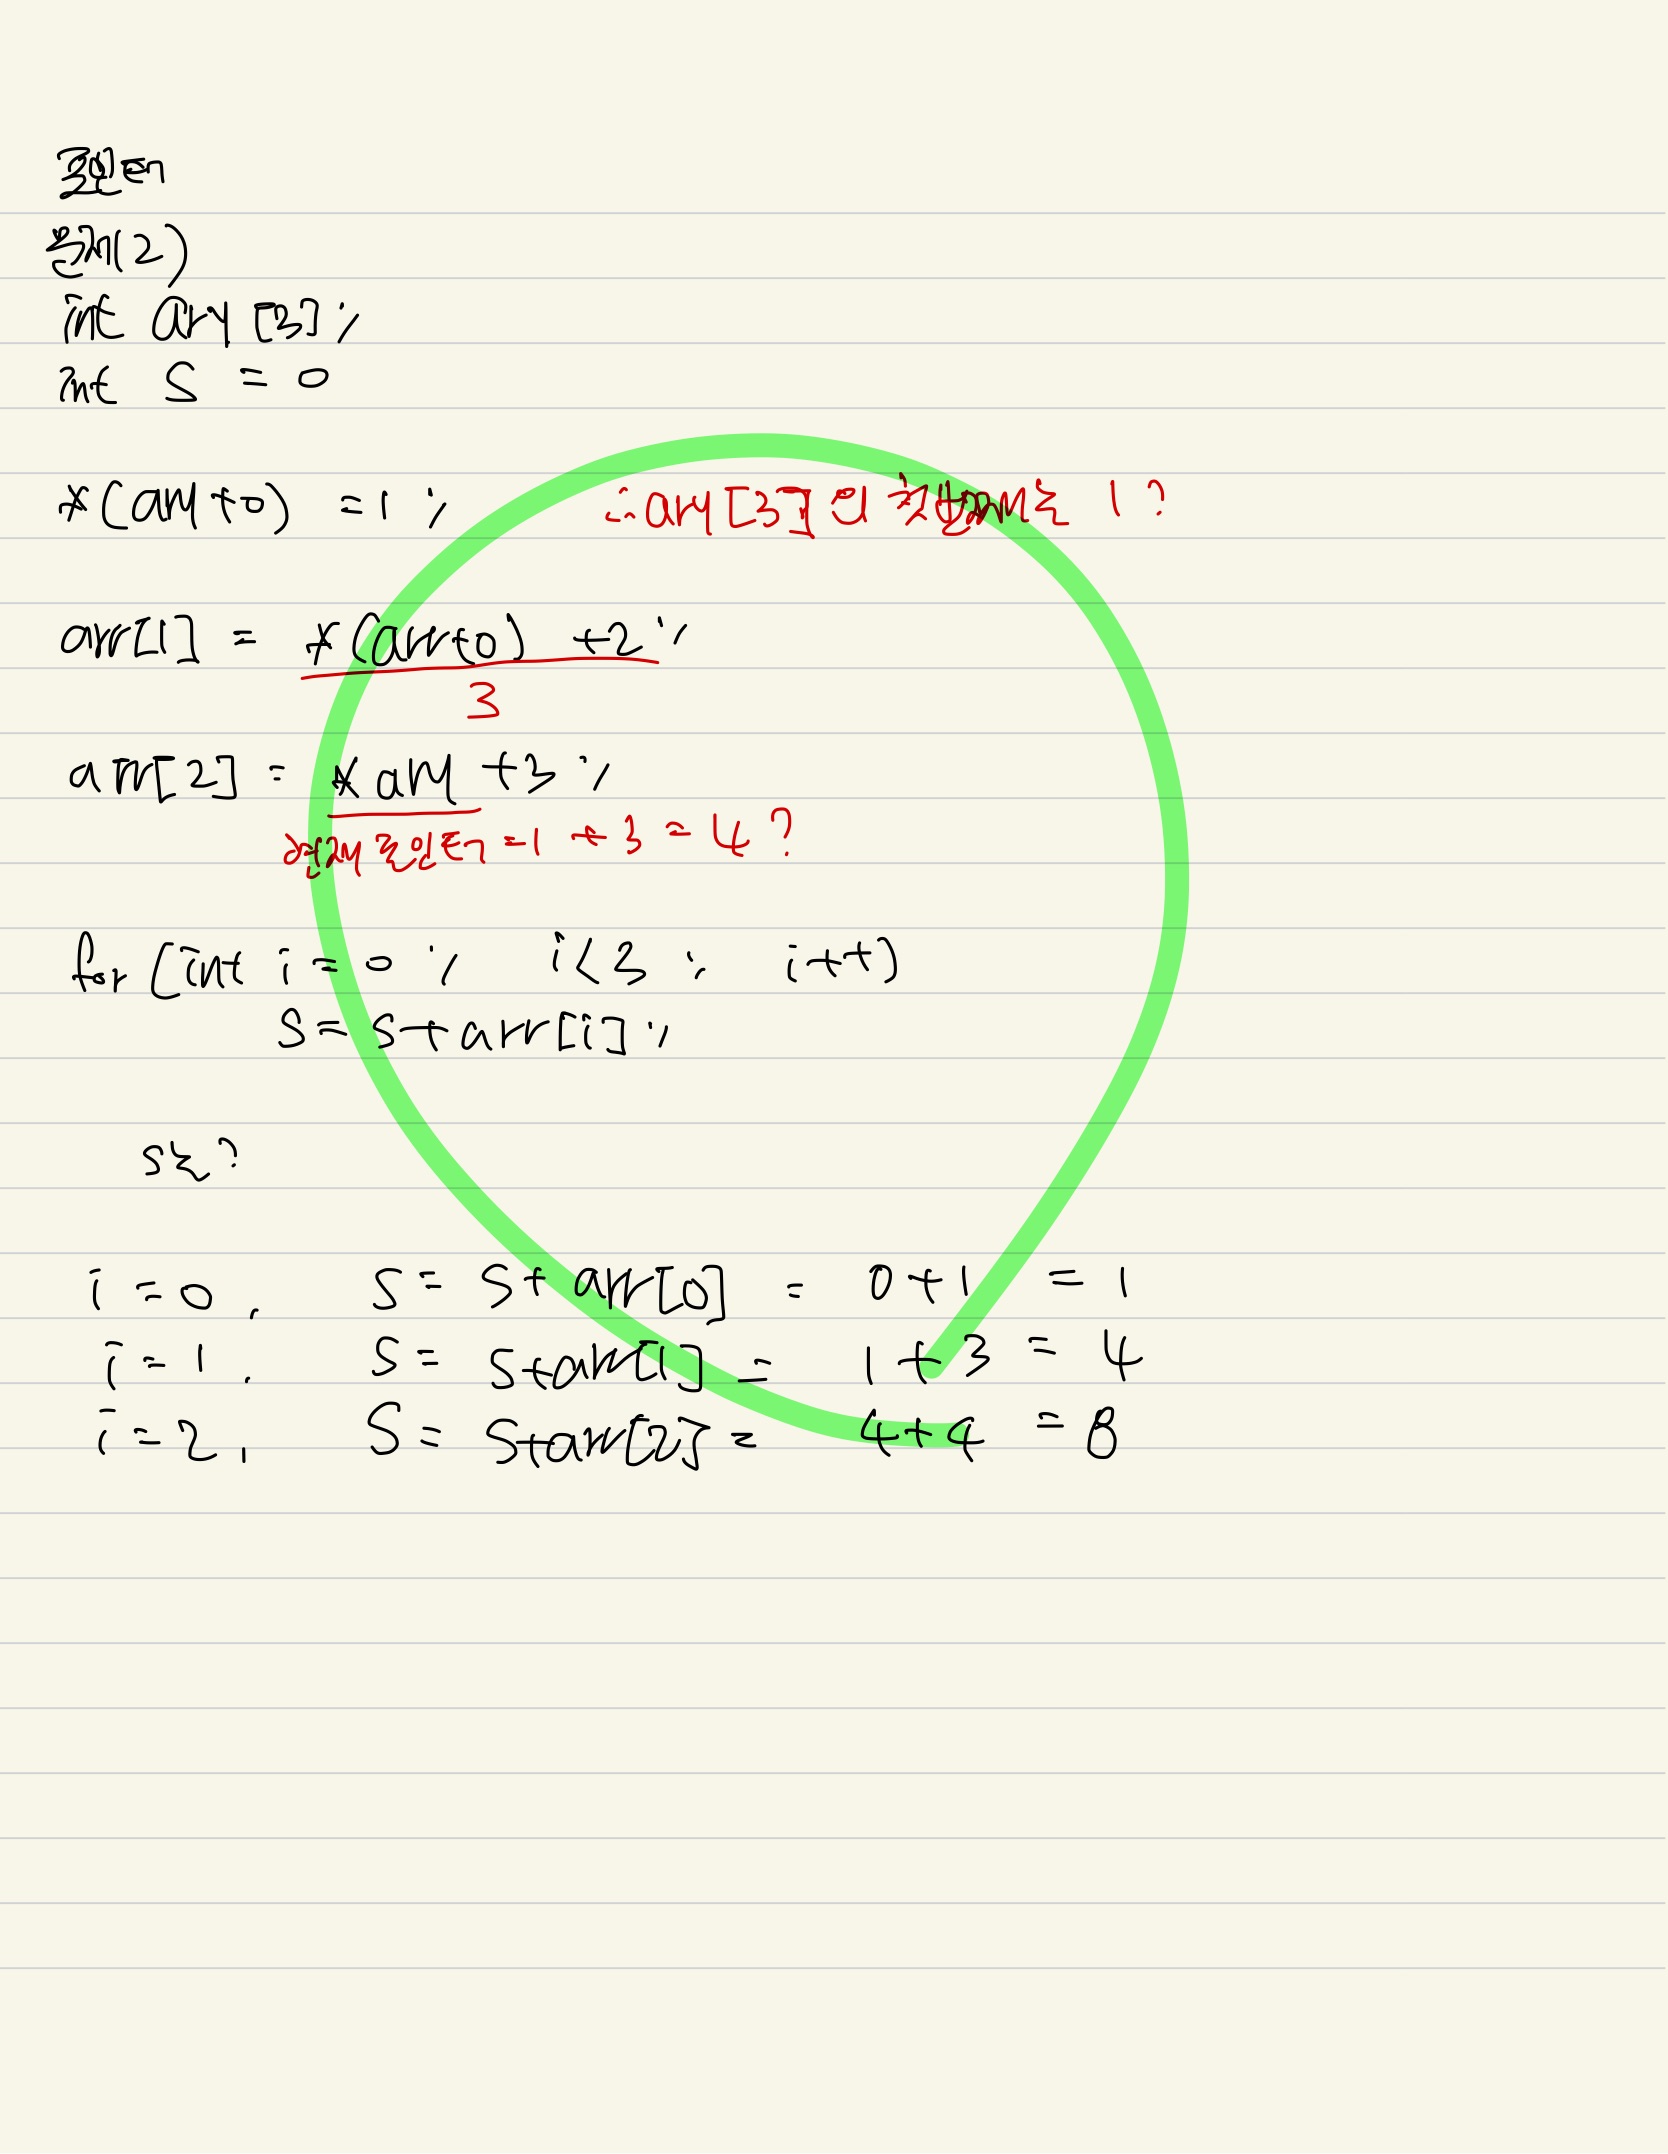 포인터
문제(2)
int ary [3];
int S = 0
*(arr+0) = 1;
∴ ary [3] 의 첫번째는 1?
arr[1] = *(arr+0) +2;
3
arr[2] = *arr +3;
현재 포인터 = 1 + 3 = 4?
for (int i = 0; i<3; i++)
S = S + arr[i];
S는?
i = 0, S = S + arr[0] = 0+1 = 1
i = 1, S = S+arr[1] = 1+3 = 4
i = 2, S = S+arr[2] = 4+4 = 8